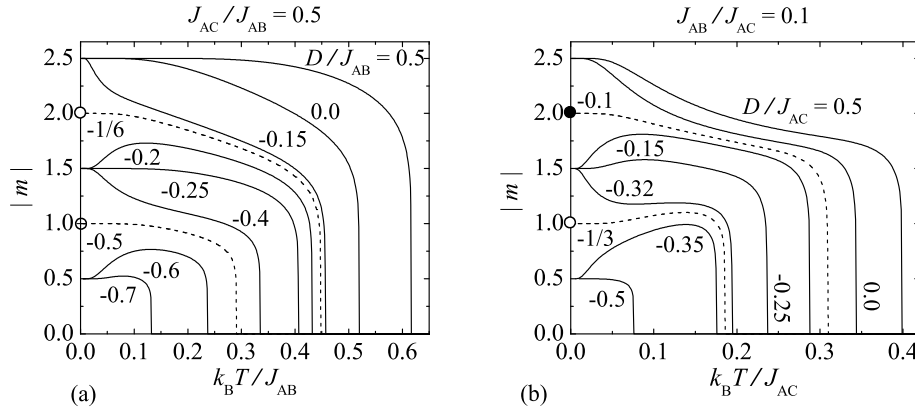 J_AC / J_AB = 0.5
D / J_AB = 0.5
0.0
-0.15
-1/6
-0.2
-0.25
-0.4
-0.5
-0.6
-0.7
2.5
2.0
1.5
1.0
0.5
0.0
| m |
0.0 0.1 0.2 0.3 0.4 0.5 0.6
(a) k_B T / J_AB
J_AB / J_AC = 0.1
D / J_AC = 0.5
-0.1
-0.15
-0.32
-1/3
-0.35
-0.5
-0.25
0.0
2.5
2.0
1.5
1.0
0.5
0.0
| m |
0.0 0.1 0.2 0.3 0.4
(b) k_B T / J_AC